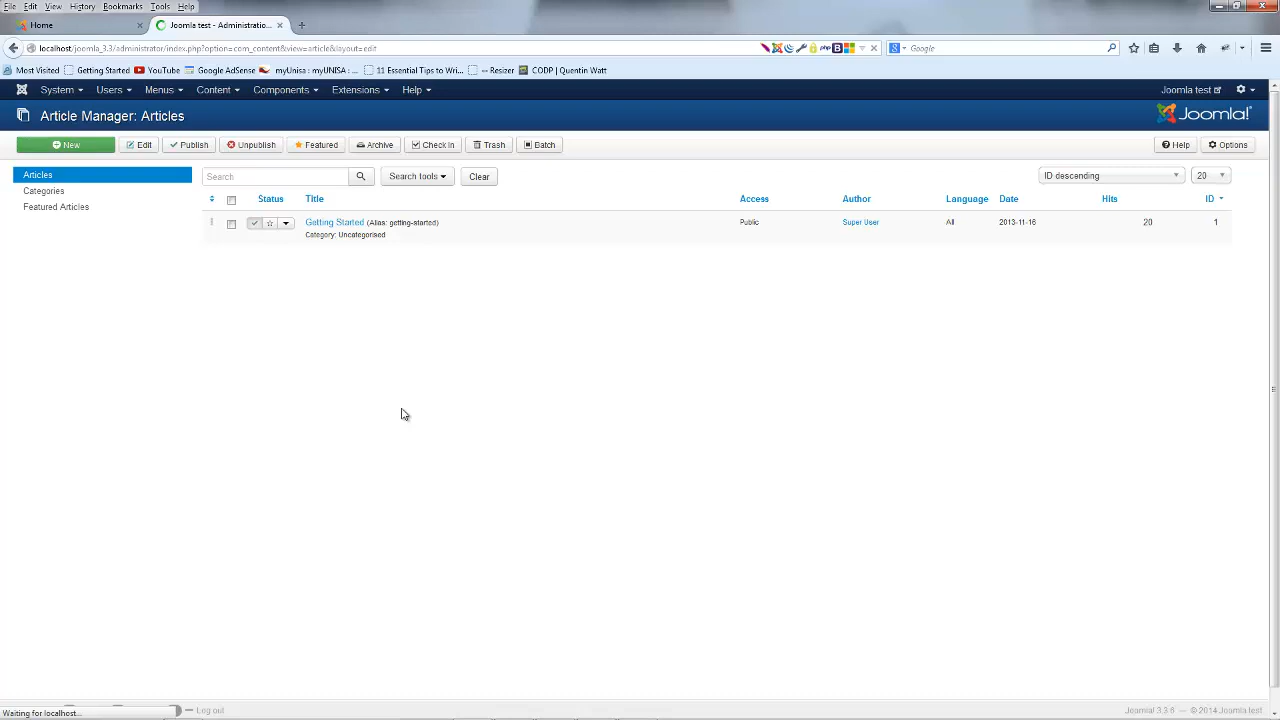 File Edit View History Bookmarks Tools Help
Home × Joomla test - Administratio... × +
localhost/joomla_3.3/administrator/index.php?option=com_content&view=article&layout=edit php B Google
Most Visited Getting Started YouTube Google AdSense myUnisa : myUNISA : ... 11 Essential Tips to Wri... -- Resizer CODP | Quentin Watt
System Users Menus Content Components Extensions Help Joomla test
Article Manager: Articles Joomla!
New Edit Publish Unpublish Featured Archive Check In Trash Batch Help Options
Articles
Categories
Featured Articles
Search Search tools Clear ID descending 20
Status Title Access Author Language Date Hits ID
Getting Started (Alias: getting-started) Public Super User All 2013-11-16 20 1
Category: Uncategorised
Waiting for localhost... Log out Joomla! 3.3.6 — © 2014 Joomla test